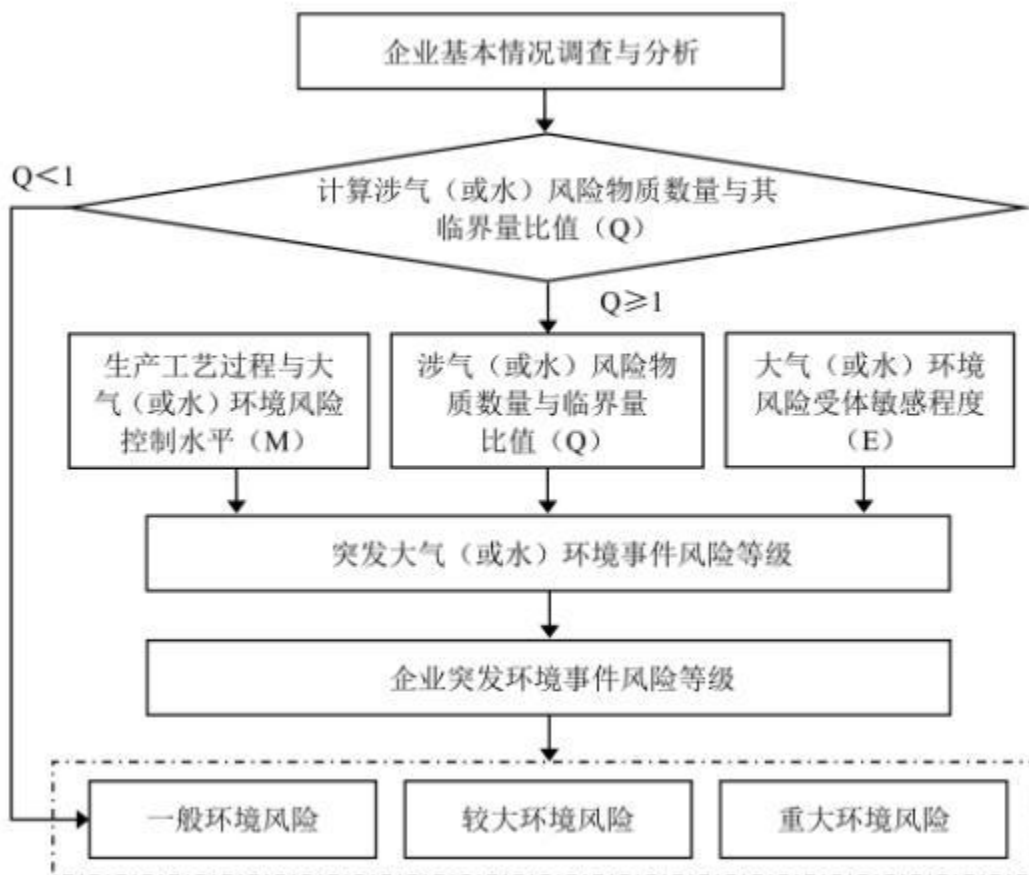 企业基本情况调查与分析
Q＜1
计算涉气（或水）风险物质数量与其
临界量比值（Q）
Q≥1
生产工艺过程与大
气（或水）环境风险
控制水平（M）
涉气（或水）风险物
质数量与临界量
比值（Q）
大气（或水）环境
风险受体敏感程度
（E）
突发大气（或水）环境事件风险等级
企业突发环境事件风险等级
一般环境风险
较大环境风险
重大环境风险